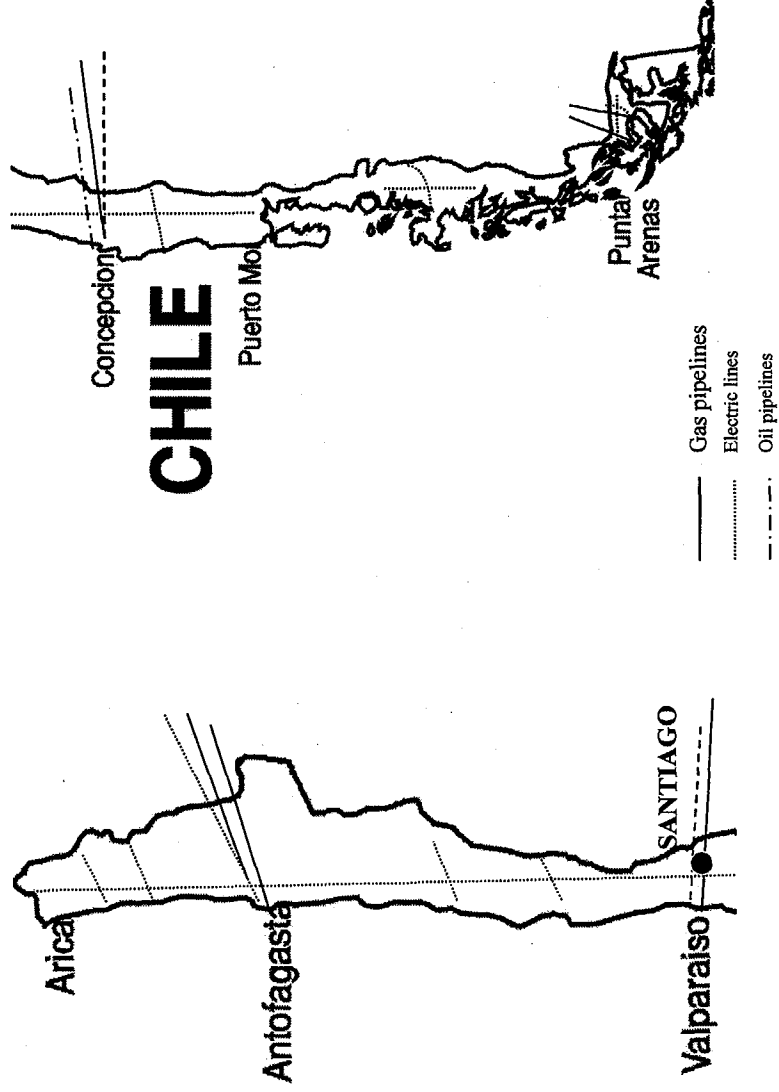 Arica
Antofagasta
SANTIAGO
Valparaiso
Concepcion
CHILE
Puerto Mo
Punta
Arenas
Gas pipelines
Electric lines
Oil pipelines